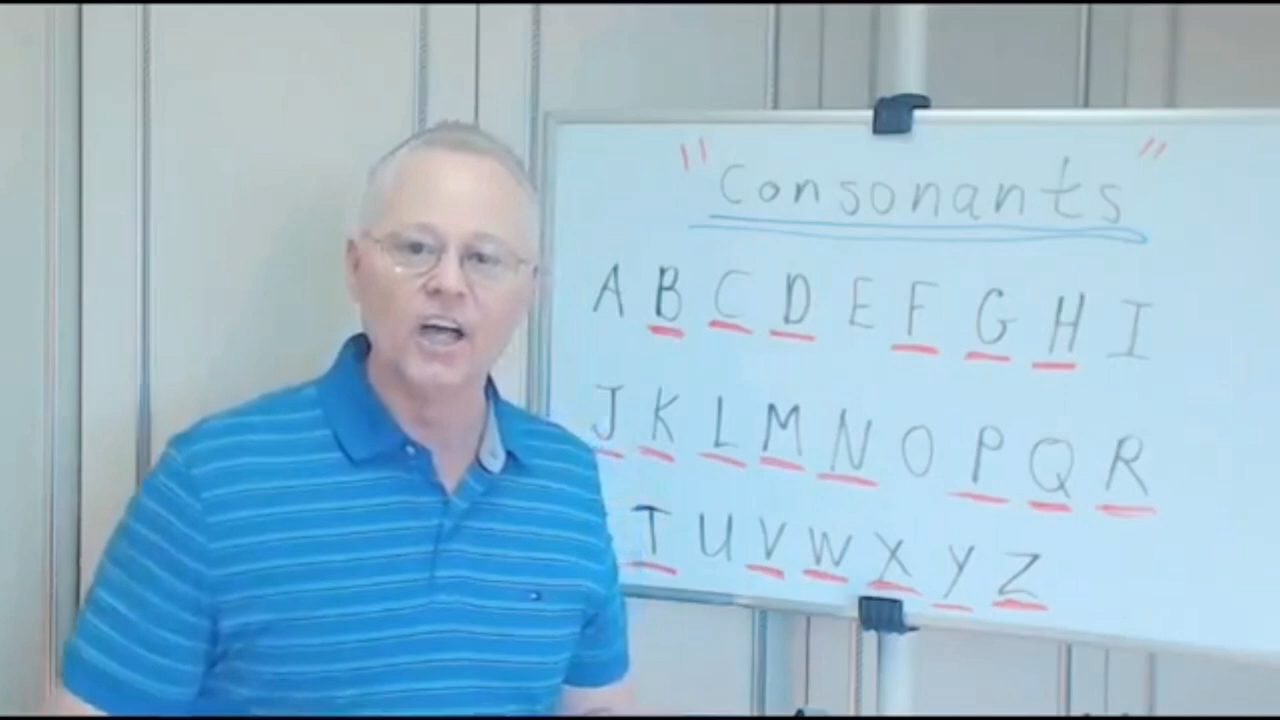 "Consonants"
A B C D E F G H I
J K L M N O P Q R
T U V W X Y Z